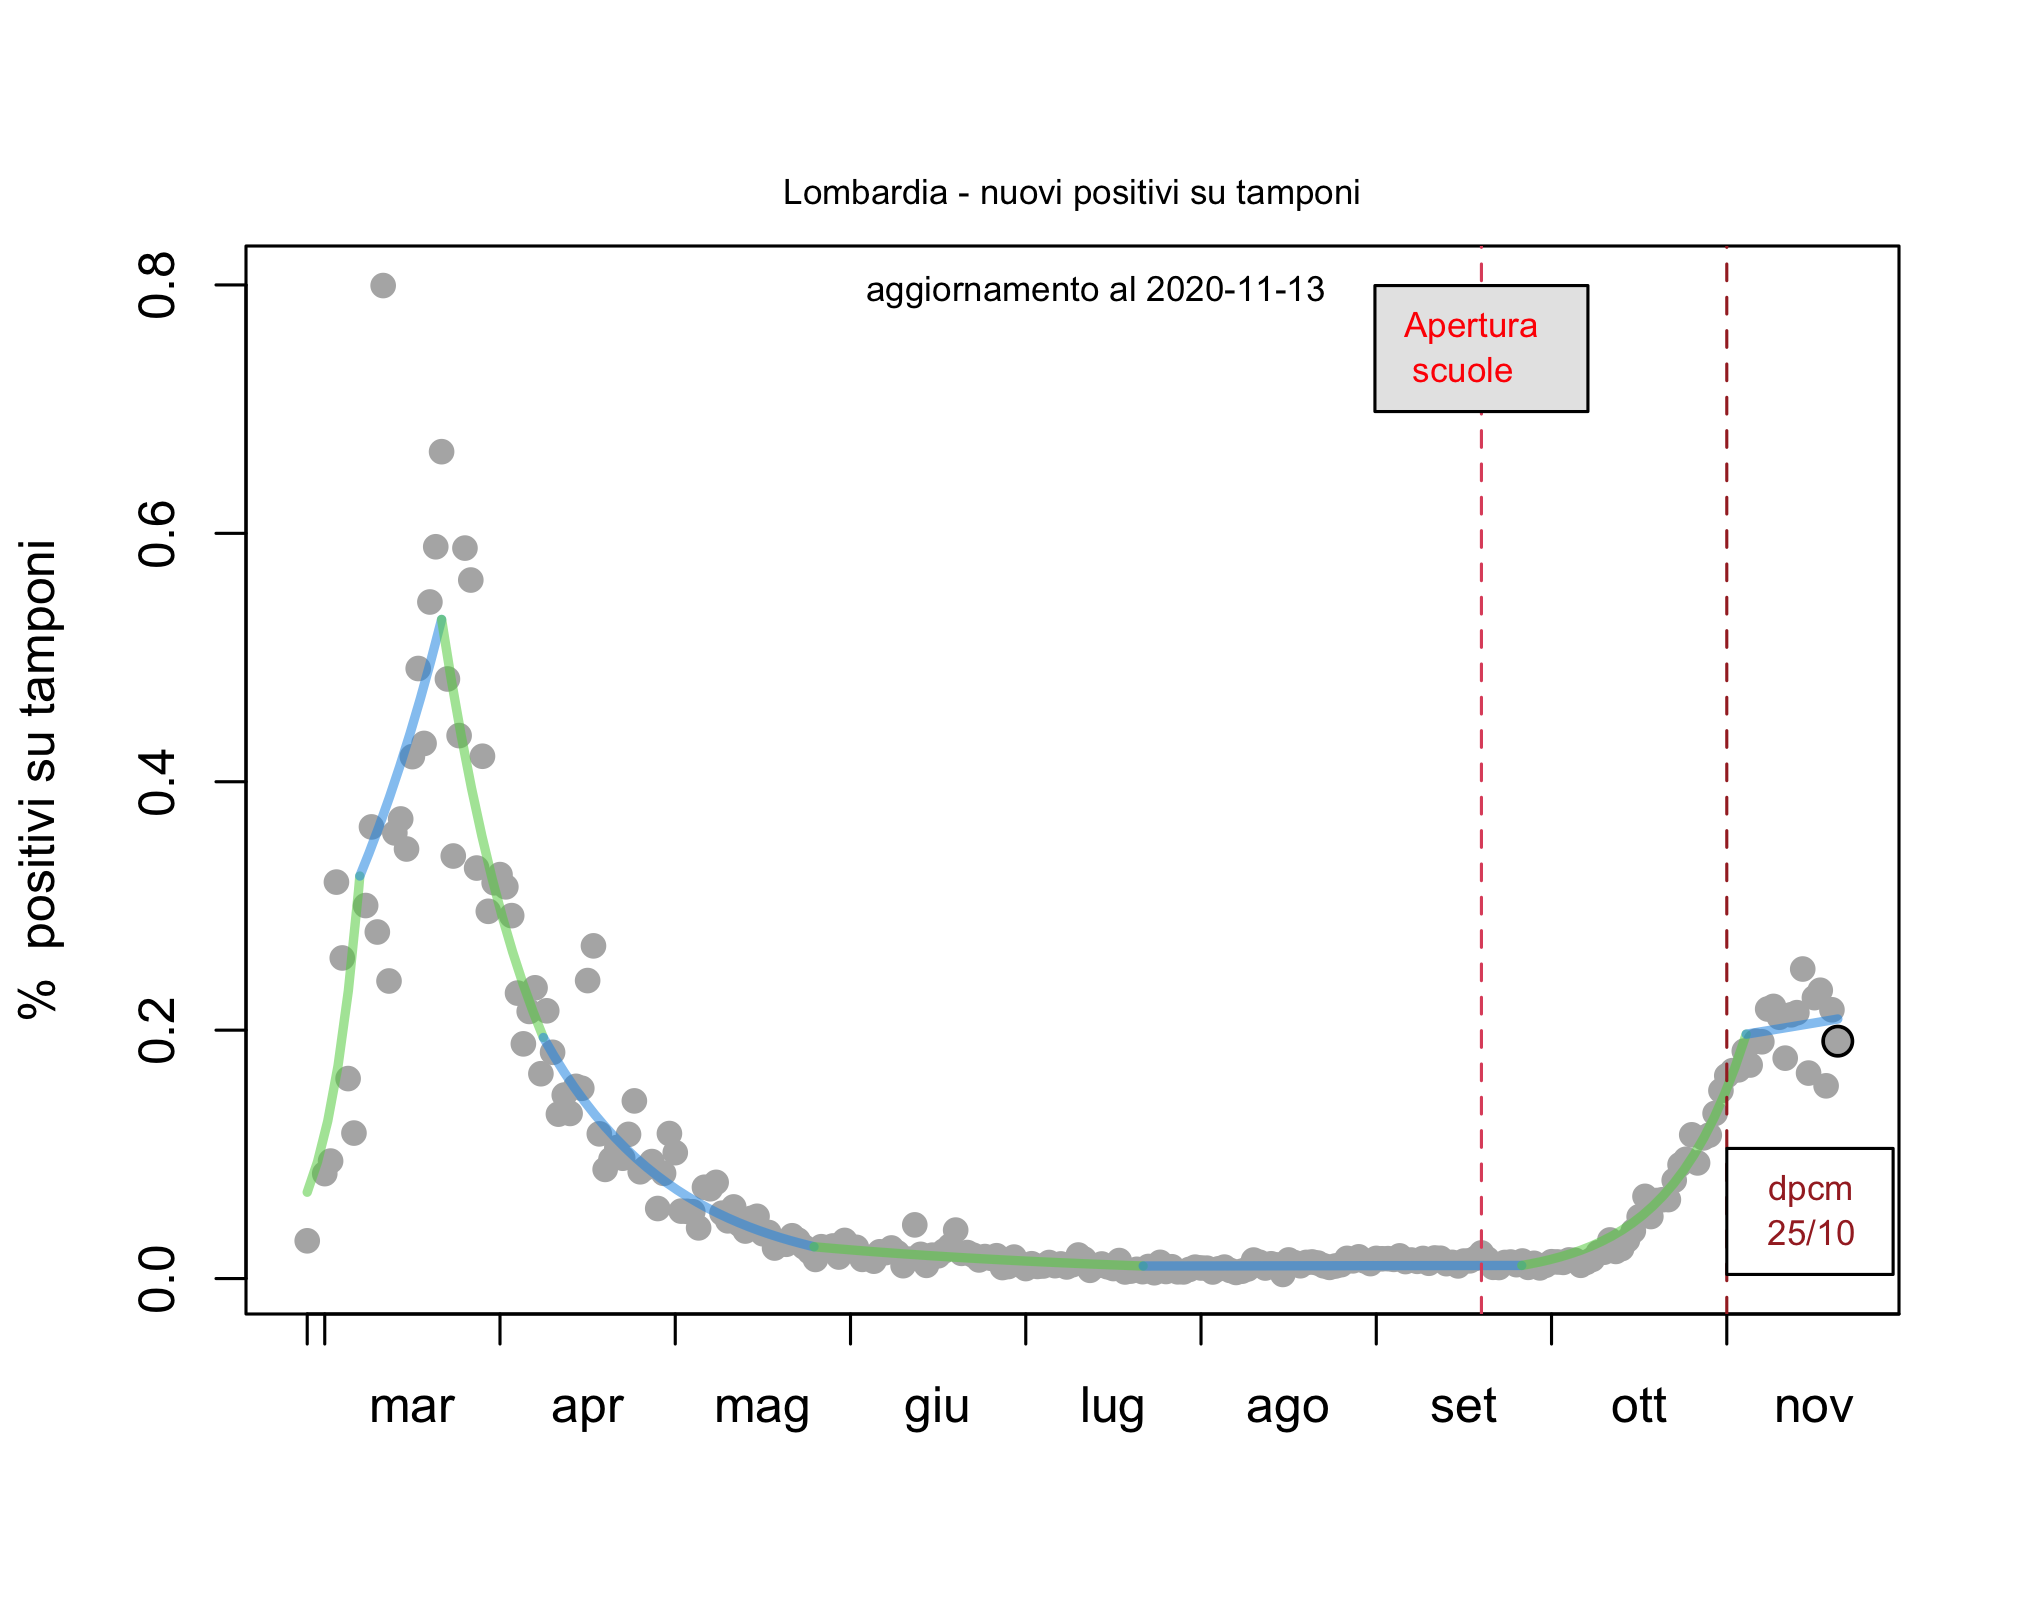 Lombardia - nuovi positivi su tamponi
aggiornamento al 2020-11-13
Apertura
scuole
% positivi su tamponi
0.8
0.6
0.4
0.2
0.0
dpcm
25/10
mar apr mag giu lug ago set ott nov